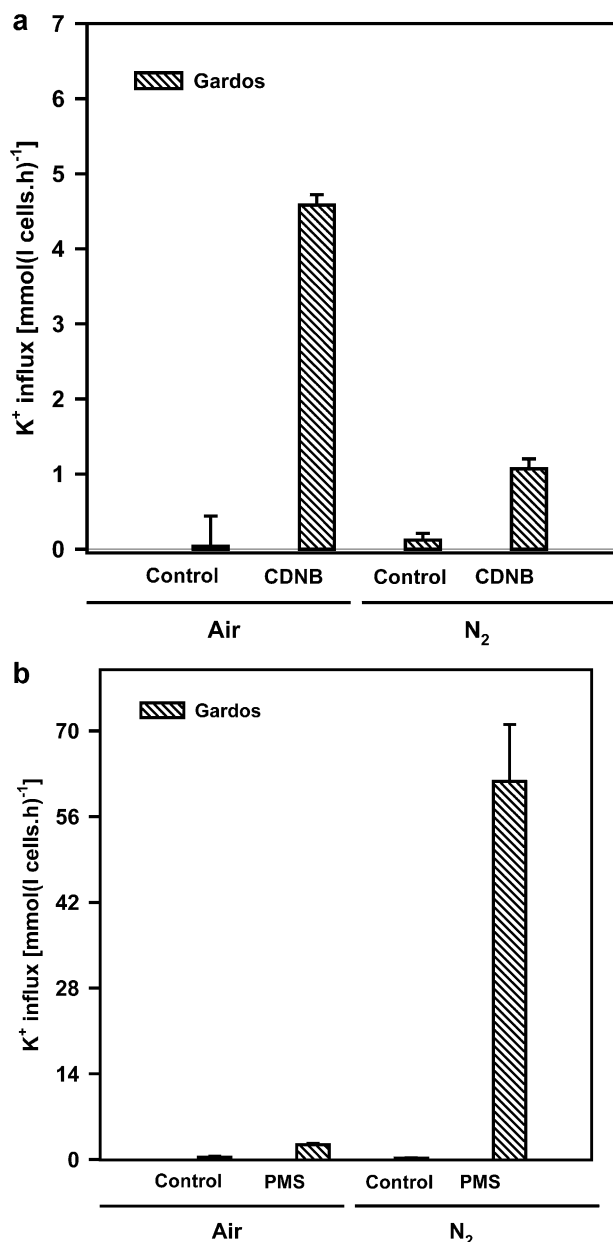 a
7
6
5
4
3
2
1
0
K⁺ influx [mmol(l cells.h)⁻¹
Gardos
Control CDNB Control CDNB
Air N₂
b
70
56
42
28
14
0
K⁺ influx [mmol(l cells.h)⁻¹
Gardos
Control PMS Control PMS
Air N₂